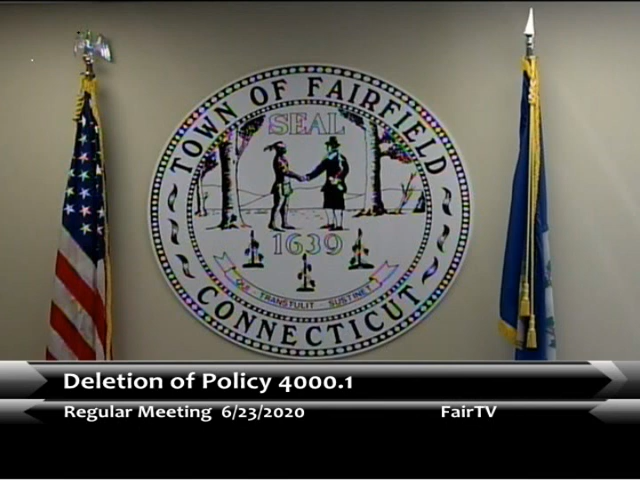 TOWN OF FAIRFIELD
SEAL
1639
QUI · TRANSTULIT · SUSTINET
CONNECTICUT
Deletion of Policy 4000.1
Regular Meeting 6/23/2020 FairTV